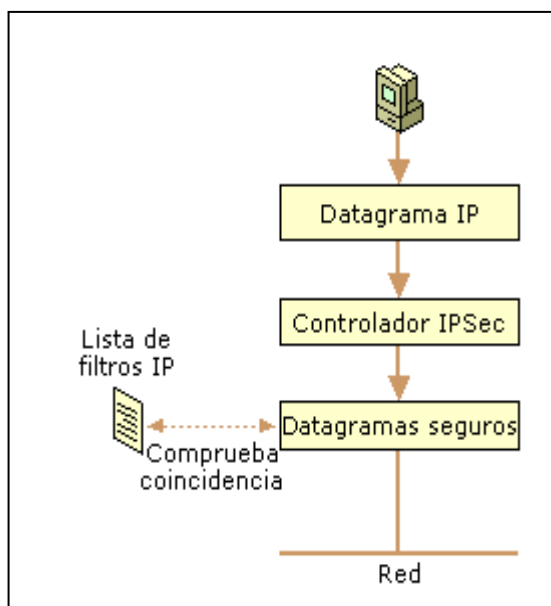 Datagrama IP
Controlador IPSec
Lista de
filtros IP
Datagramas seguros
Comprueba
coincidencia
Red